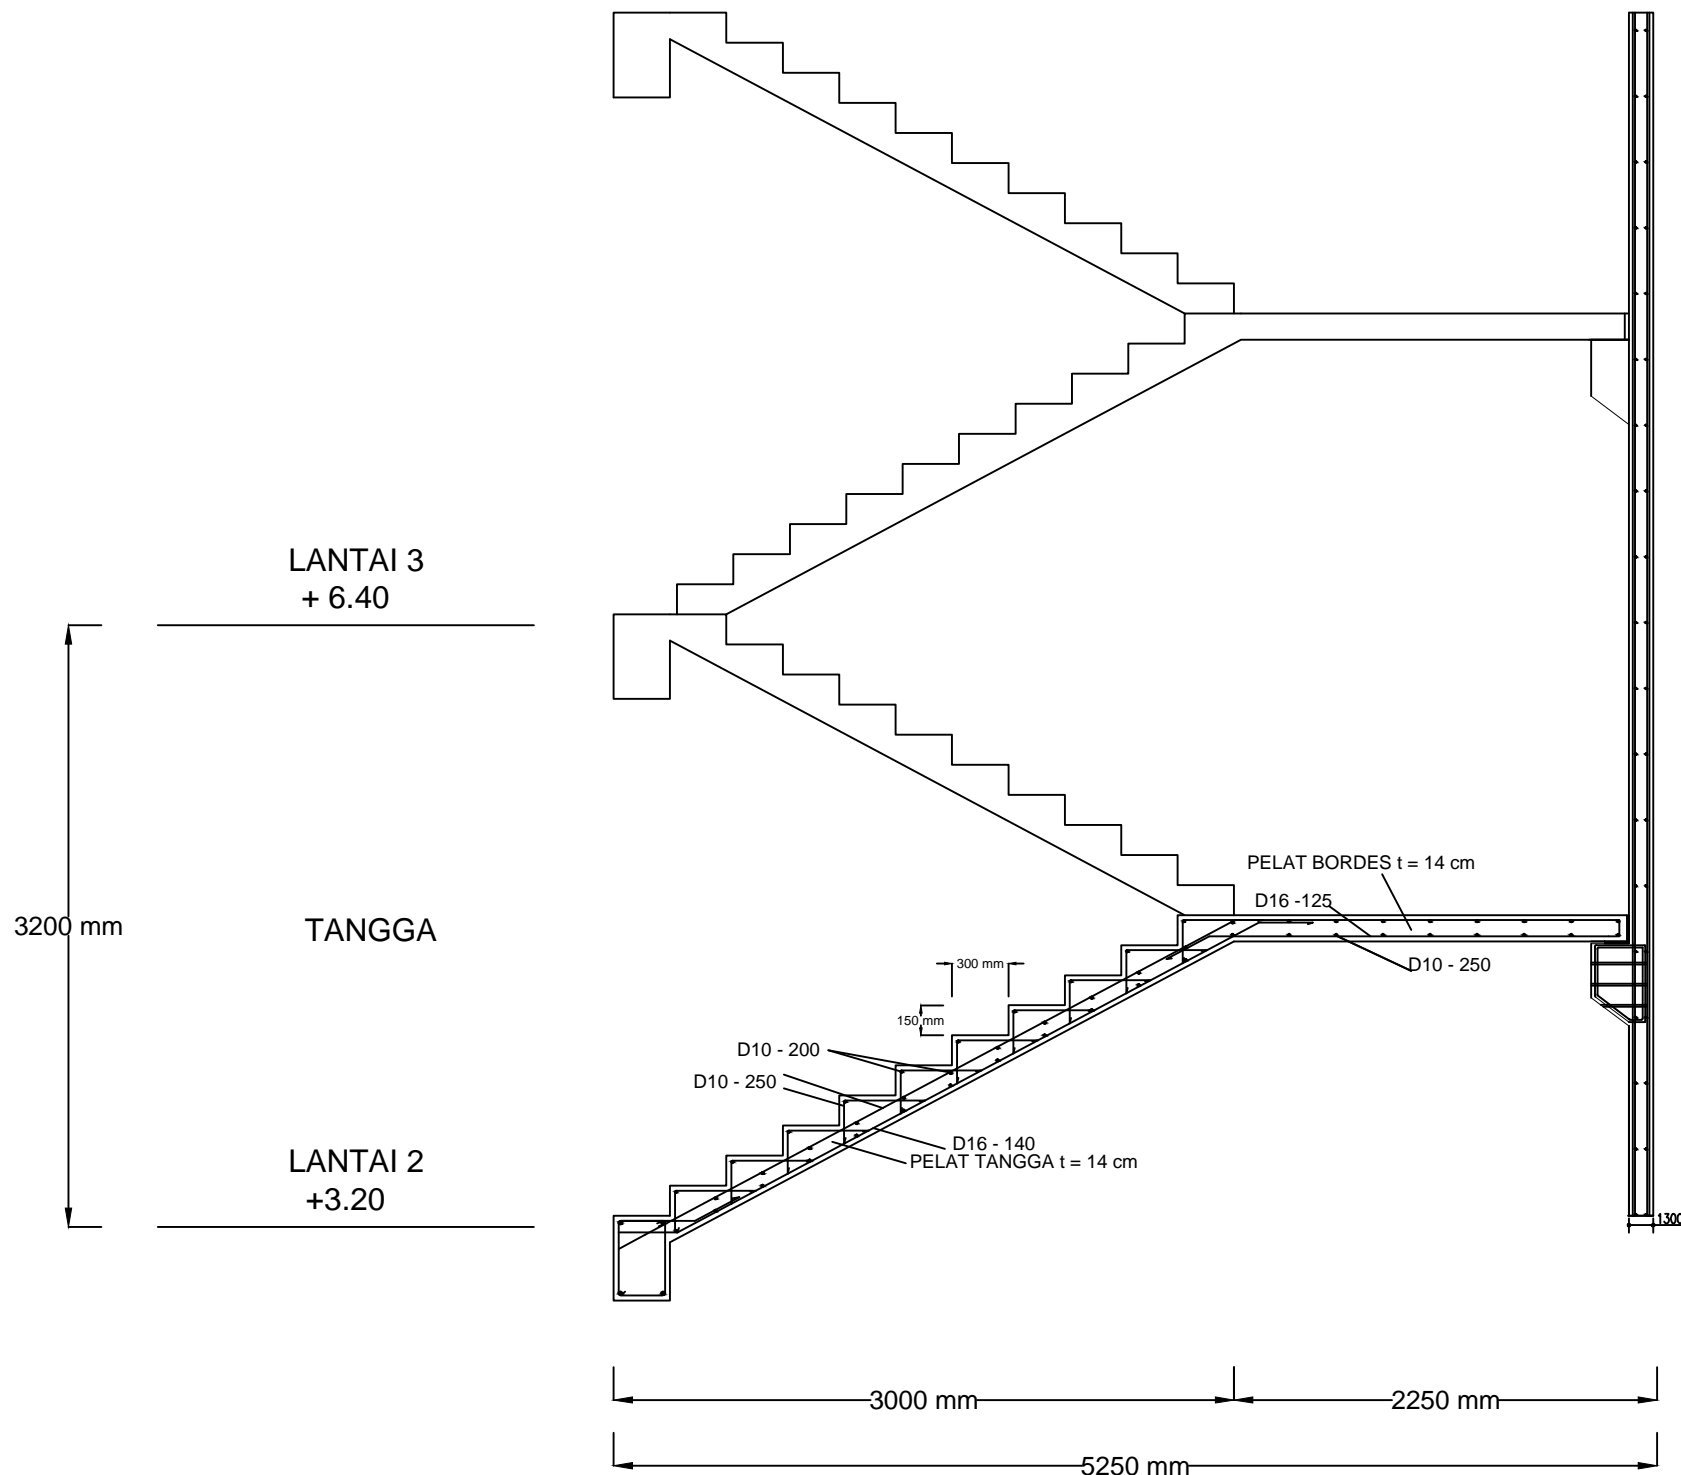 LANTAI 3
+ 6.40
PELAT BORDES t = 14 cm
D16 -125
3200 mm
TANGGA
300 mm
D10 - 250
150 mm
D10 - 200
D10 - 250
D16 - 140
PELAT TANGGA t = 14 cm
LANTAI 2
+3.20
1300
3000 mm
2250 mm
5250 mm